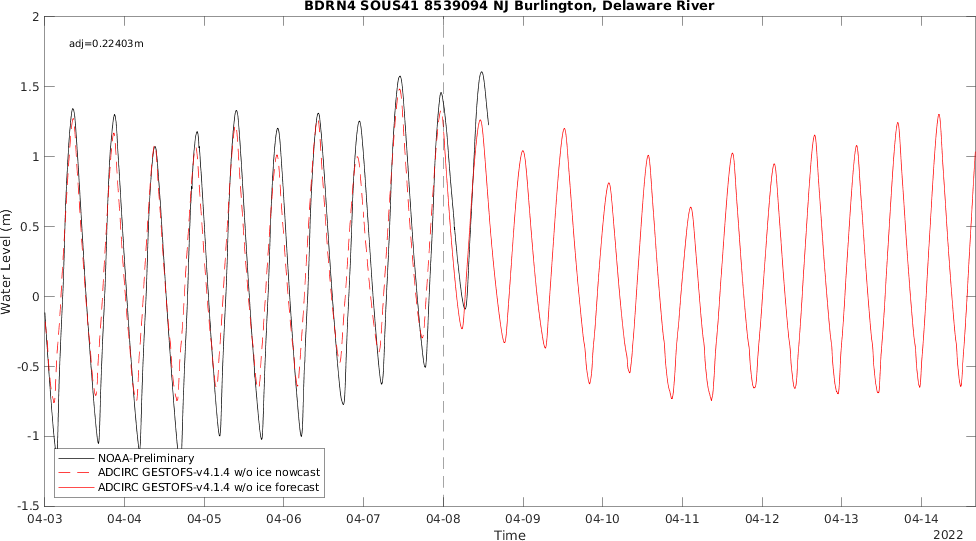 BDRN4 SOUS41 8539094 NJ Burlington, Delaware River
2
adj=0.22403m
1.5
1
0.5
0
-0.5
-1
-1.5
Water Level (m)
NOAA-Preliminary
ADCIRC GESTOFS-v4.1.4 w/o ice nowcast
ADCIRC GESTOFS-v4.1.4 w/o ice forecast
04-03 04-04 04-05 04-06 04-07 04-08 04-09 04-10 04-11 04-12 04-13 04-14
Time
2022